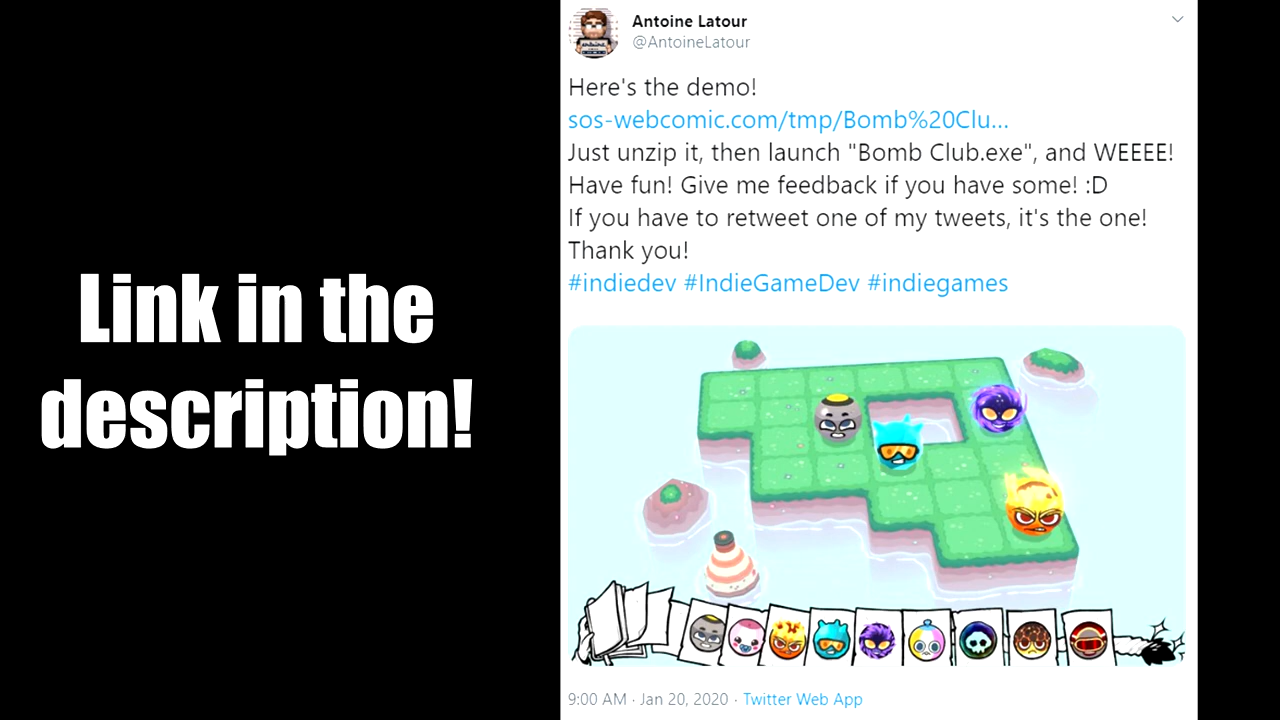 Link in the
description!
Antoine Latour
@AntoineLatour
Here's the demo!
sos-webcomic.com/tmp/Bomb%20Clu...
Just unzip it, then launch "Bomb Club.exe", and WEEEE!
Have fun! Give me feedback if you have some! :D
If you have to retweet one of my tweets, it's the one!
Thank you!
#indiedev #IndieGameDev #indiegames
9:00 AM · Jan 20, 2020 · Twitter Web App